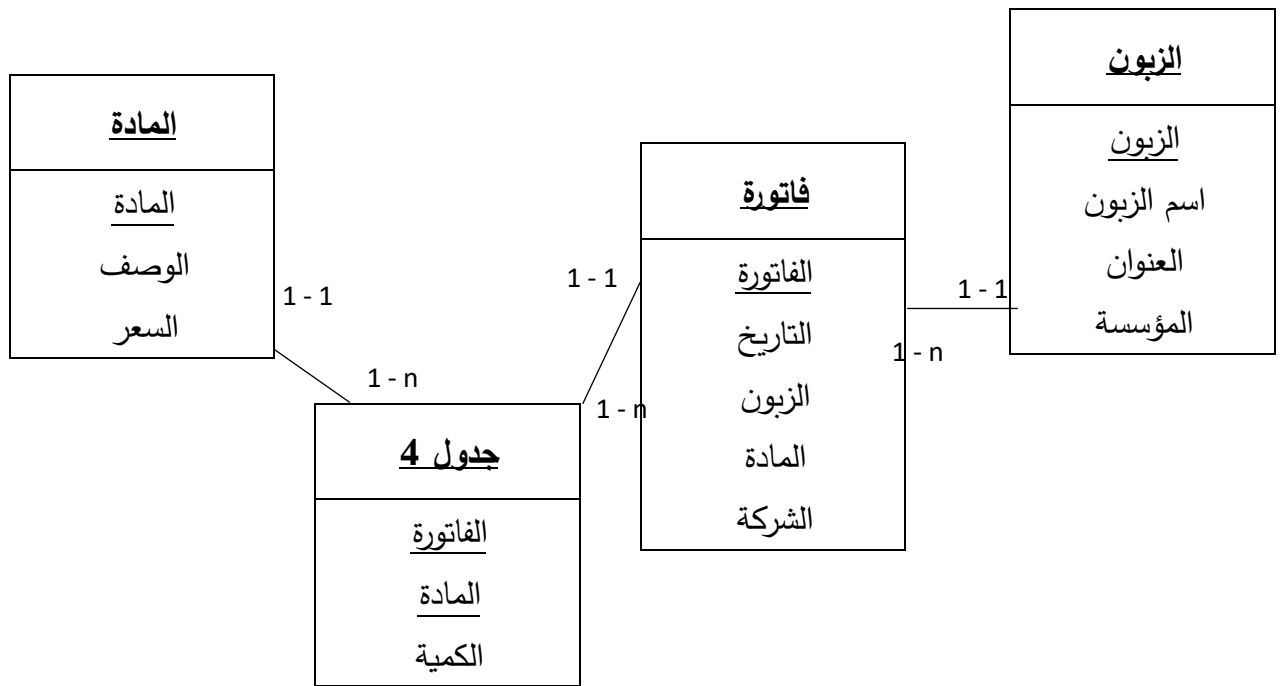 الزبون
الزبون
اسم الزبون
العنوان
المؤسسة
1 - 1
1 - n
فاتورة
الفاتورة
التاريخ
الزبون
المادة
الشركة
1 - 1
1 - n
المادة
المادة
الوصف
السعر
1 - 1
1 - n
جدول 4
الفاتورة
المادة
الكمية